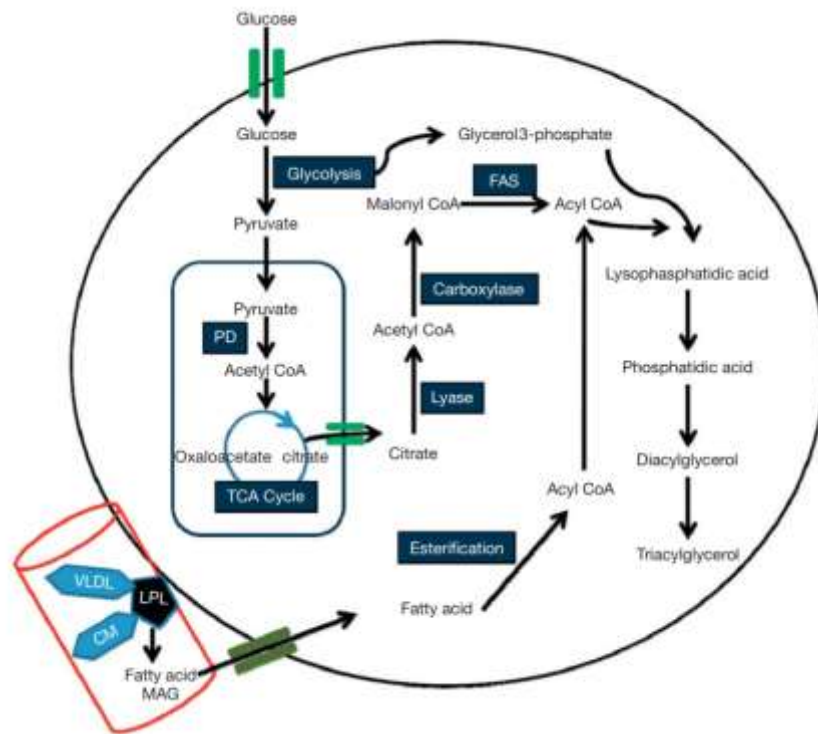 Glucose
Glucose
Glycerol3-phosphate
Glycolysis
FAS
Malonyl CoA
Acyl CoA
Pyruvate
Lysophasphatidic acid
Carboxylase
Pyruvate
PD
Acetyl CoA
Acetyl CoA
Phosphatidic acid
Lyase
Oxaloacetate citrate
Citrate
Diacylglycerol
TCA Cycle
Acyl CoA
Esterification
Triacylglycerol
VLDL
LPL
CM
Fatty acid
Fatty acid
MAG